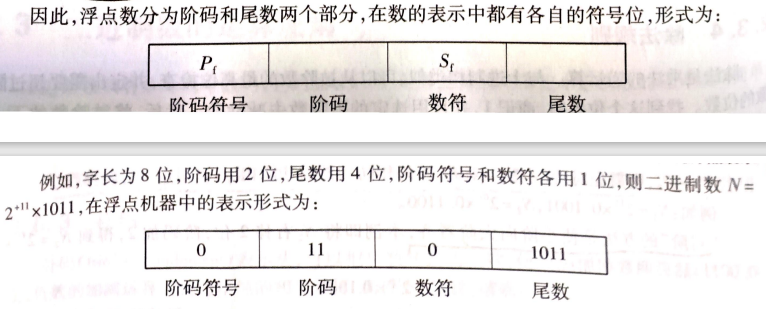 因此,浮点数分为阶码和尾数两个部分,在数的表示中都有各自的符号位,形式为:
Pf Sf
阶码符号 阶码 数符 尾数
例如,字长为8位,阶码用2位,尾数用4位,阶码符号和数符各用1位,则二进制数N=
2⁺¹¹×1011,在浮点机器中的表示形式为:
0 11 0 1011
阶码符号 阶码 数符 尾数